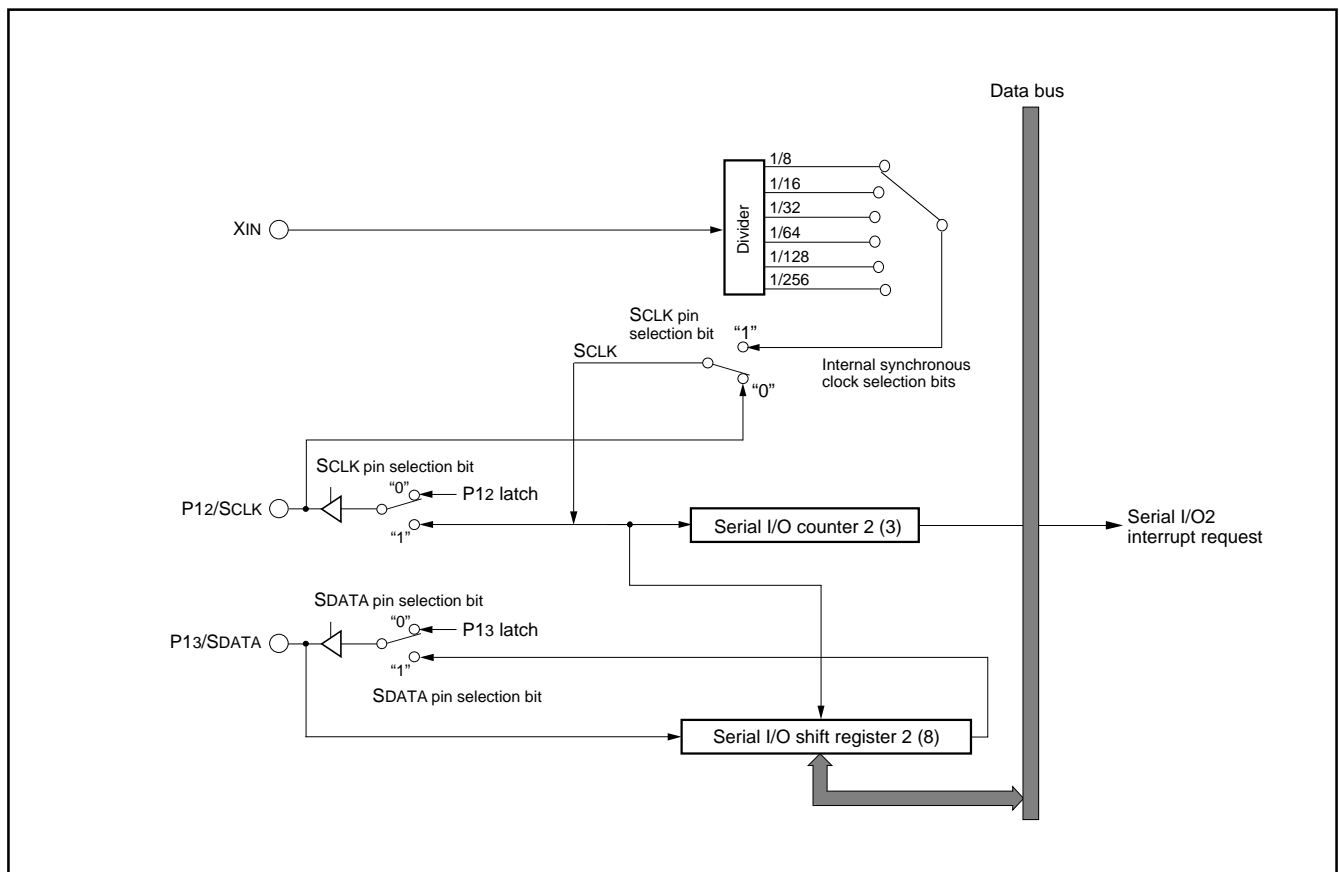 Data bus
1/8
1/16
1/32
1/64
1/128
1/256
Divider
XIN
SCLK pin
selection bit
"1"
SCLK
Internal synchronous
clock selection bits
"0"
SCLK pin selection bit
"0"
P12 latch
P12/SCLK
"1"
Serial I/O counter 2 (3)
Serial I/O2
interrupt request
SDATA pin selection bit
"0"
P13 latch
P13/SDATA
"1"
SDATA pin selection bit
Serial I/O shift register 2 (8)